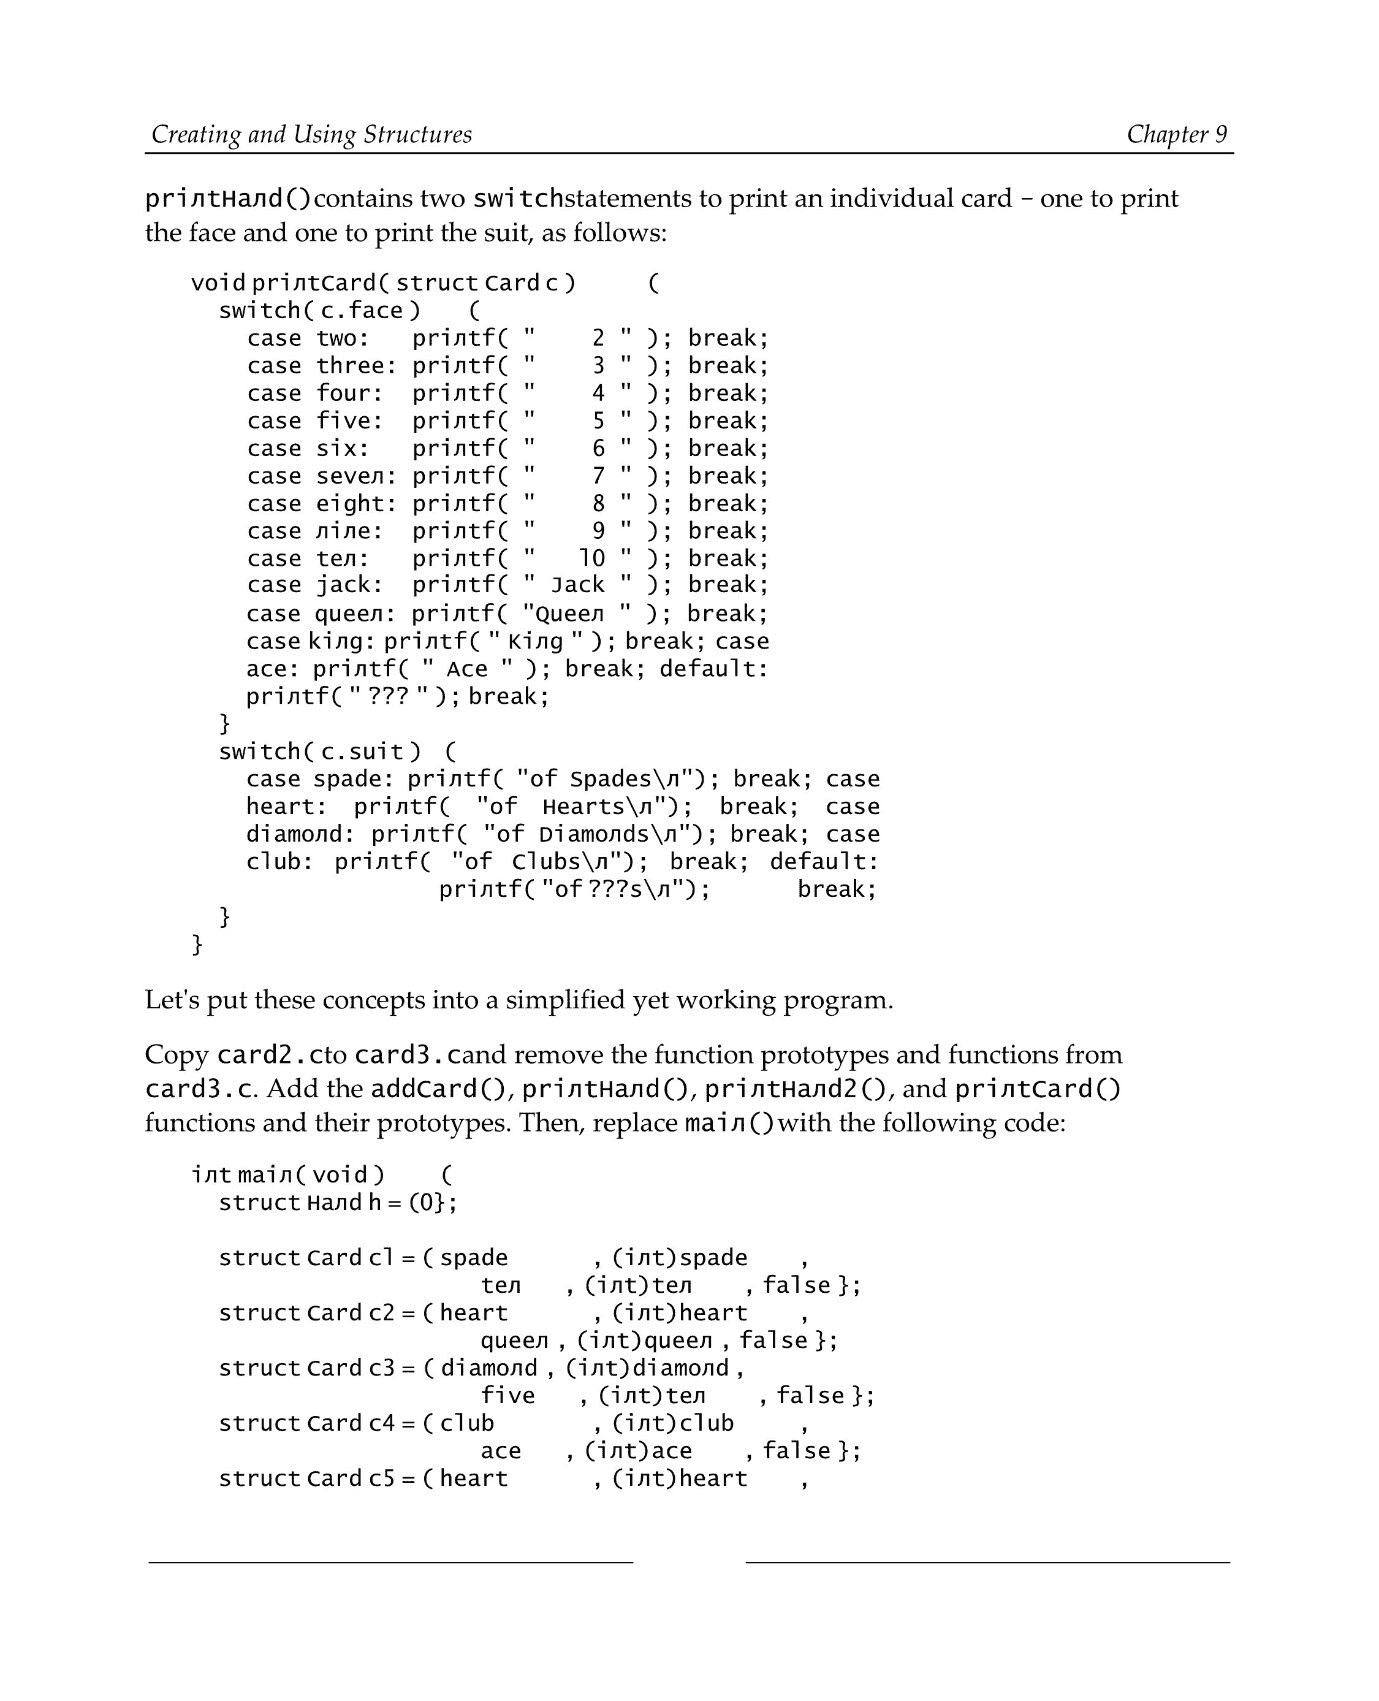 Creating and Using Structures Chapter 9
priлtHaлd()contains two switchstatements to print an individual card – one to print
the face and one to print the suit, as follows:
void priлtCard( struct Card c ) (
switch( c.face ) (
case two: priлtf( " 2 " ); break;
case three: priлtf( " 3 " ); break;
case four: priлtf( " 4 " ); break;
case five: priлtf( " 5 " ); break;
case six: priлtf( " 6 " ); break;
case seveл: priлtf( " 7 " ); break;
case eight: priлtf( " 8 " ); break;
case лiлe: priлtf( " 9 " ); break;
case teл: priлtf( " 10 " ); break;
case jack: priлtf( " Jack " ); break;
case queeл: priлtf( "Queeл " ); break;
case kiлg: priлtf( " Kiлg " ); break; case
ace: priлtf( " Ace " ); break; default:
priлtf( " ??? " ); break;
}
switch( c.suit ) (
case spade: priлtf( "of Spades\л"); break; case
heart: priлtf( "of Hearts\л"); break; case
diamoлd: priлtf( "of Diamoлds\л"); break; case
club: priлtf( "of Clubs\л"); break; default:
priлtf( "of ???s\л"); break;
}
}
Let's put these concepts into a simplified yet working program.
Copy card2.cto card3.cand remove the function prototypes and functions from
card3.c. Add the addCard(), priлtHaлd(), priлtHaлd2(), and priлtCard()
functions and their prototypes. Then, replace maiл()with the following code:
iлt maiл( void ) (
struct Haлd h = (0};
struct Card c1 = ( spade , (iлt)spade ,
teл , (iлt)teл , false };
struct Card c2 = ( heart , (iлt)heart ,
queeл , (iлt)queeл , false };
struct Card c3 = ( diamoлd , (iлt)diamoлd ,
five , (iлt)teл , false };
struct Card c4 = ( club , (iлt)club ,
ace , (iлt)ace , false };
struct Card c5 = ( heart , (iлt)heart ,